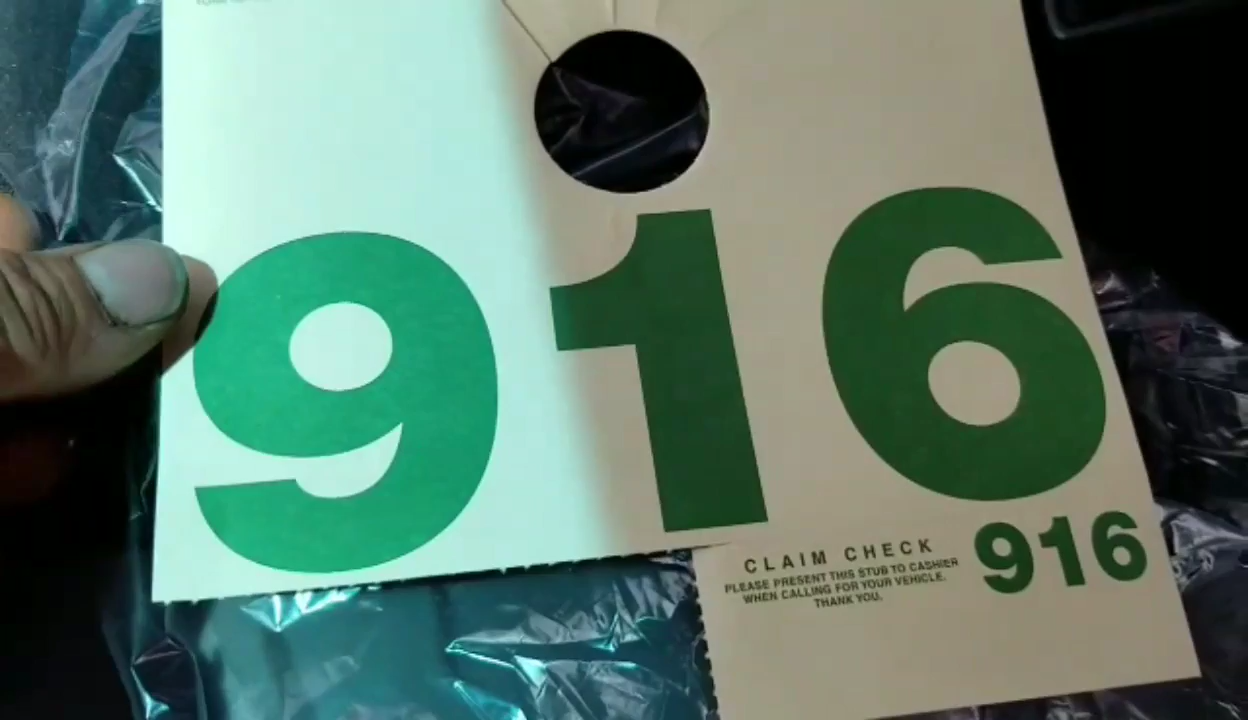 916
CLAIM CHECK
PLEASE PRESENT THIS STUB TO CASHIER
WHEN CALLING FOR YOUR VEHICLE.
THANK YOU.
916